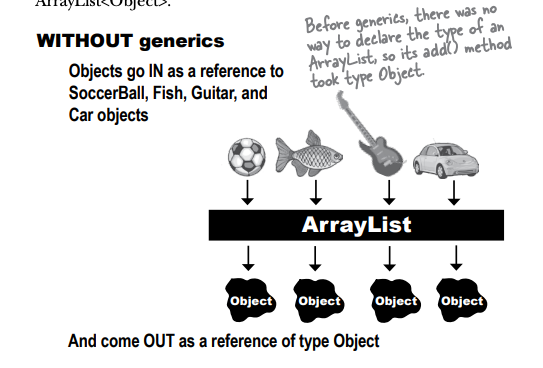 ArrayList<Object>.
WITHOUT generics
Before generics, there was no
way to declare the type of an
ArrayList, so its add() method
took type Object.
Objects go IN as a reference to
SoccerBall, Fish, Guitar, and
Car objects
ArrayList
Object Object Object Object
And come OUT as a reference of type Object